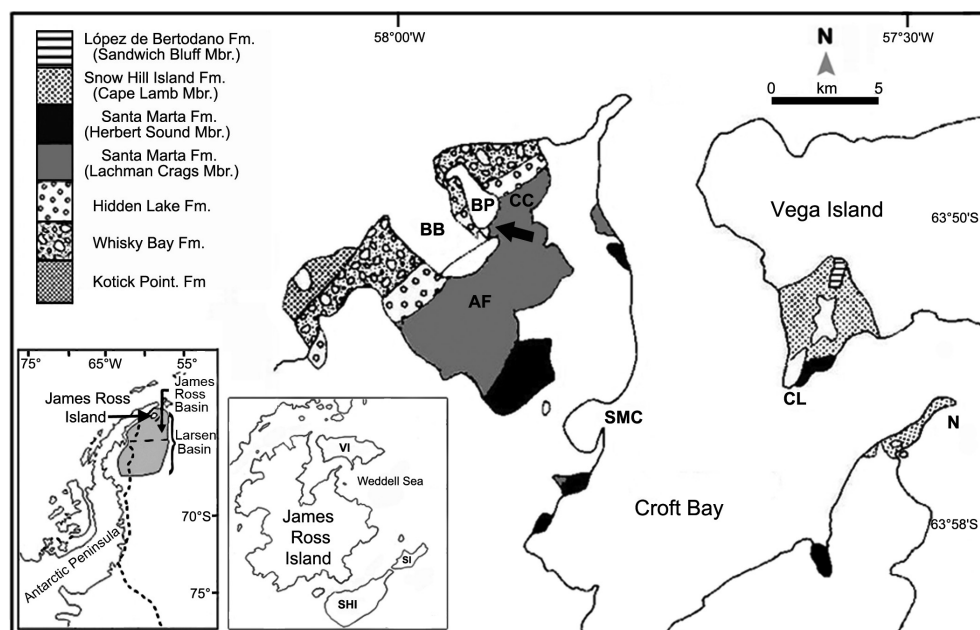 López de Bertodano Fm.
(Sandwich Bluff Mbr.)
Snow Hill Island Fm.
(Cape Lamb Mbr.)
Santa Marta Fm.
(Herbert Sound Mbr.)
Santa Marta Fm.
(Lachman Crags Mbr.)
Hidden Lake Fm.
Whisky Bay Fm.
Kotick Point. Fm
58°00'W
57°30'W
N
0 km 5
BP
CC
BB
AF
Vega Island
63°50'S
CL
SMC
N
Croft Bay
63°58'S
75° 65°W 55°
James Ross
Island
James
Ross
Basin
Larsen
Basin
70°S
Antarctic Peninsula
75°
VI
Weddell Sea
James
Ross
Island
SI
SHI